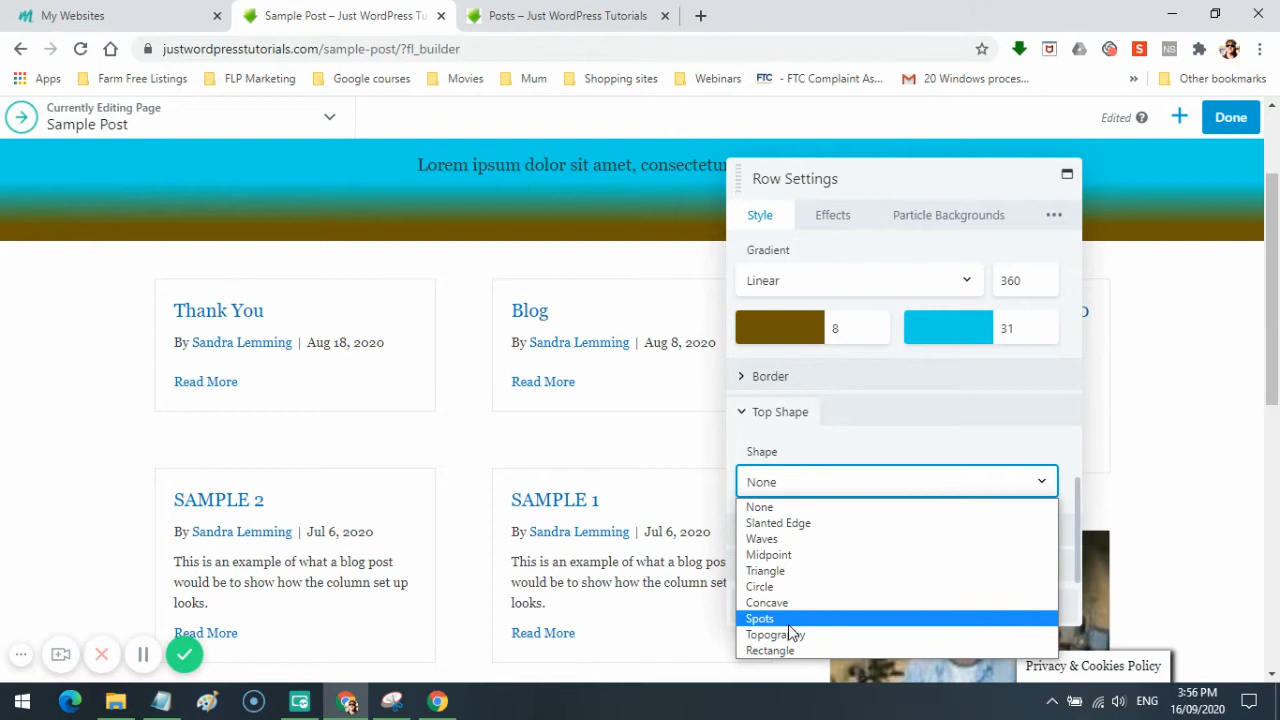 My Websites
Sample Post – Just WordPress Tu
Posts – Just WordPress Tutorials
justwordpresstutorials.com/sample-post/?fl_builder
Apps
Farm Free Listings
FLP Marketing
Google courses
Movies
Mum
Shopping sites
Webinars
FTC - FTC Complaint As...
20 Windows proces...
Other bookmarks
Currently Editing Page
Sample Post
Edited
Done
Lorem ipsum dolor sit amet, consectetu
Row Settings
Style
Effects
Particle Backgrounds
Gradient
Linear
360
8
31
Border
Top Shape
Shape
None
None
Slanted Edge
Waves
Midpoint
Triangle
Circle
Concave
Spots
Topography
Rectangle
Thank You
By Sandra Lemming | Aug 18, 2020
Read More
Blog
By Sandra Lemming | Aug 8, 2020
Read More
SAMPLE 2
By Sandra Lemming | Jul 6, 2020
This is an example of what a blog post
would be to show how the column set up
looks.
Read More
SAMPLE 1
By Sandra Lemming | Jul 6, 2020
This is an example of what a blog post
would be to show how the column set up
looks.
Read More
Privacy & Cookies Policy
ENG
3:56 PM
16/09/2020